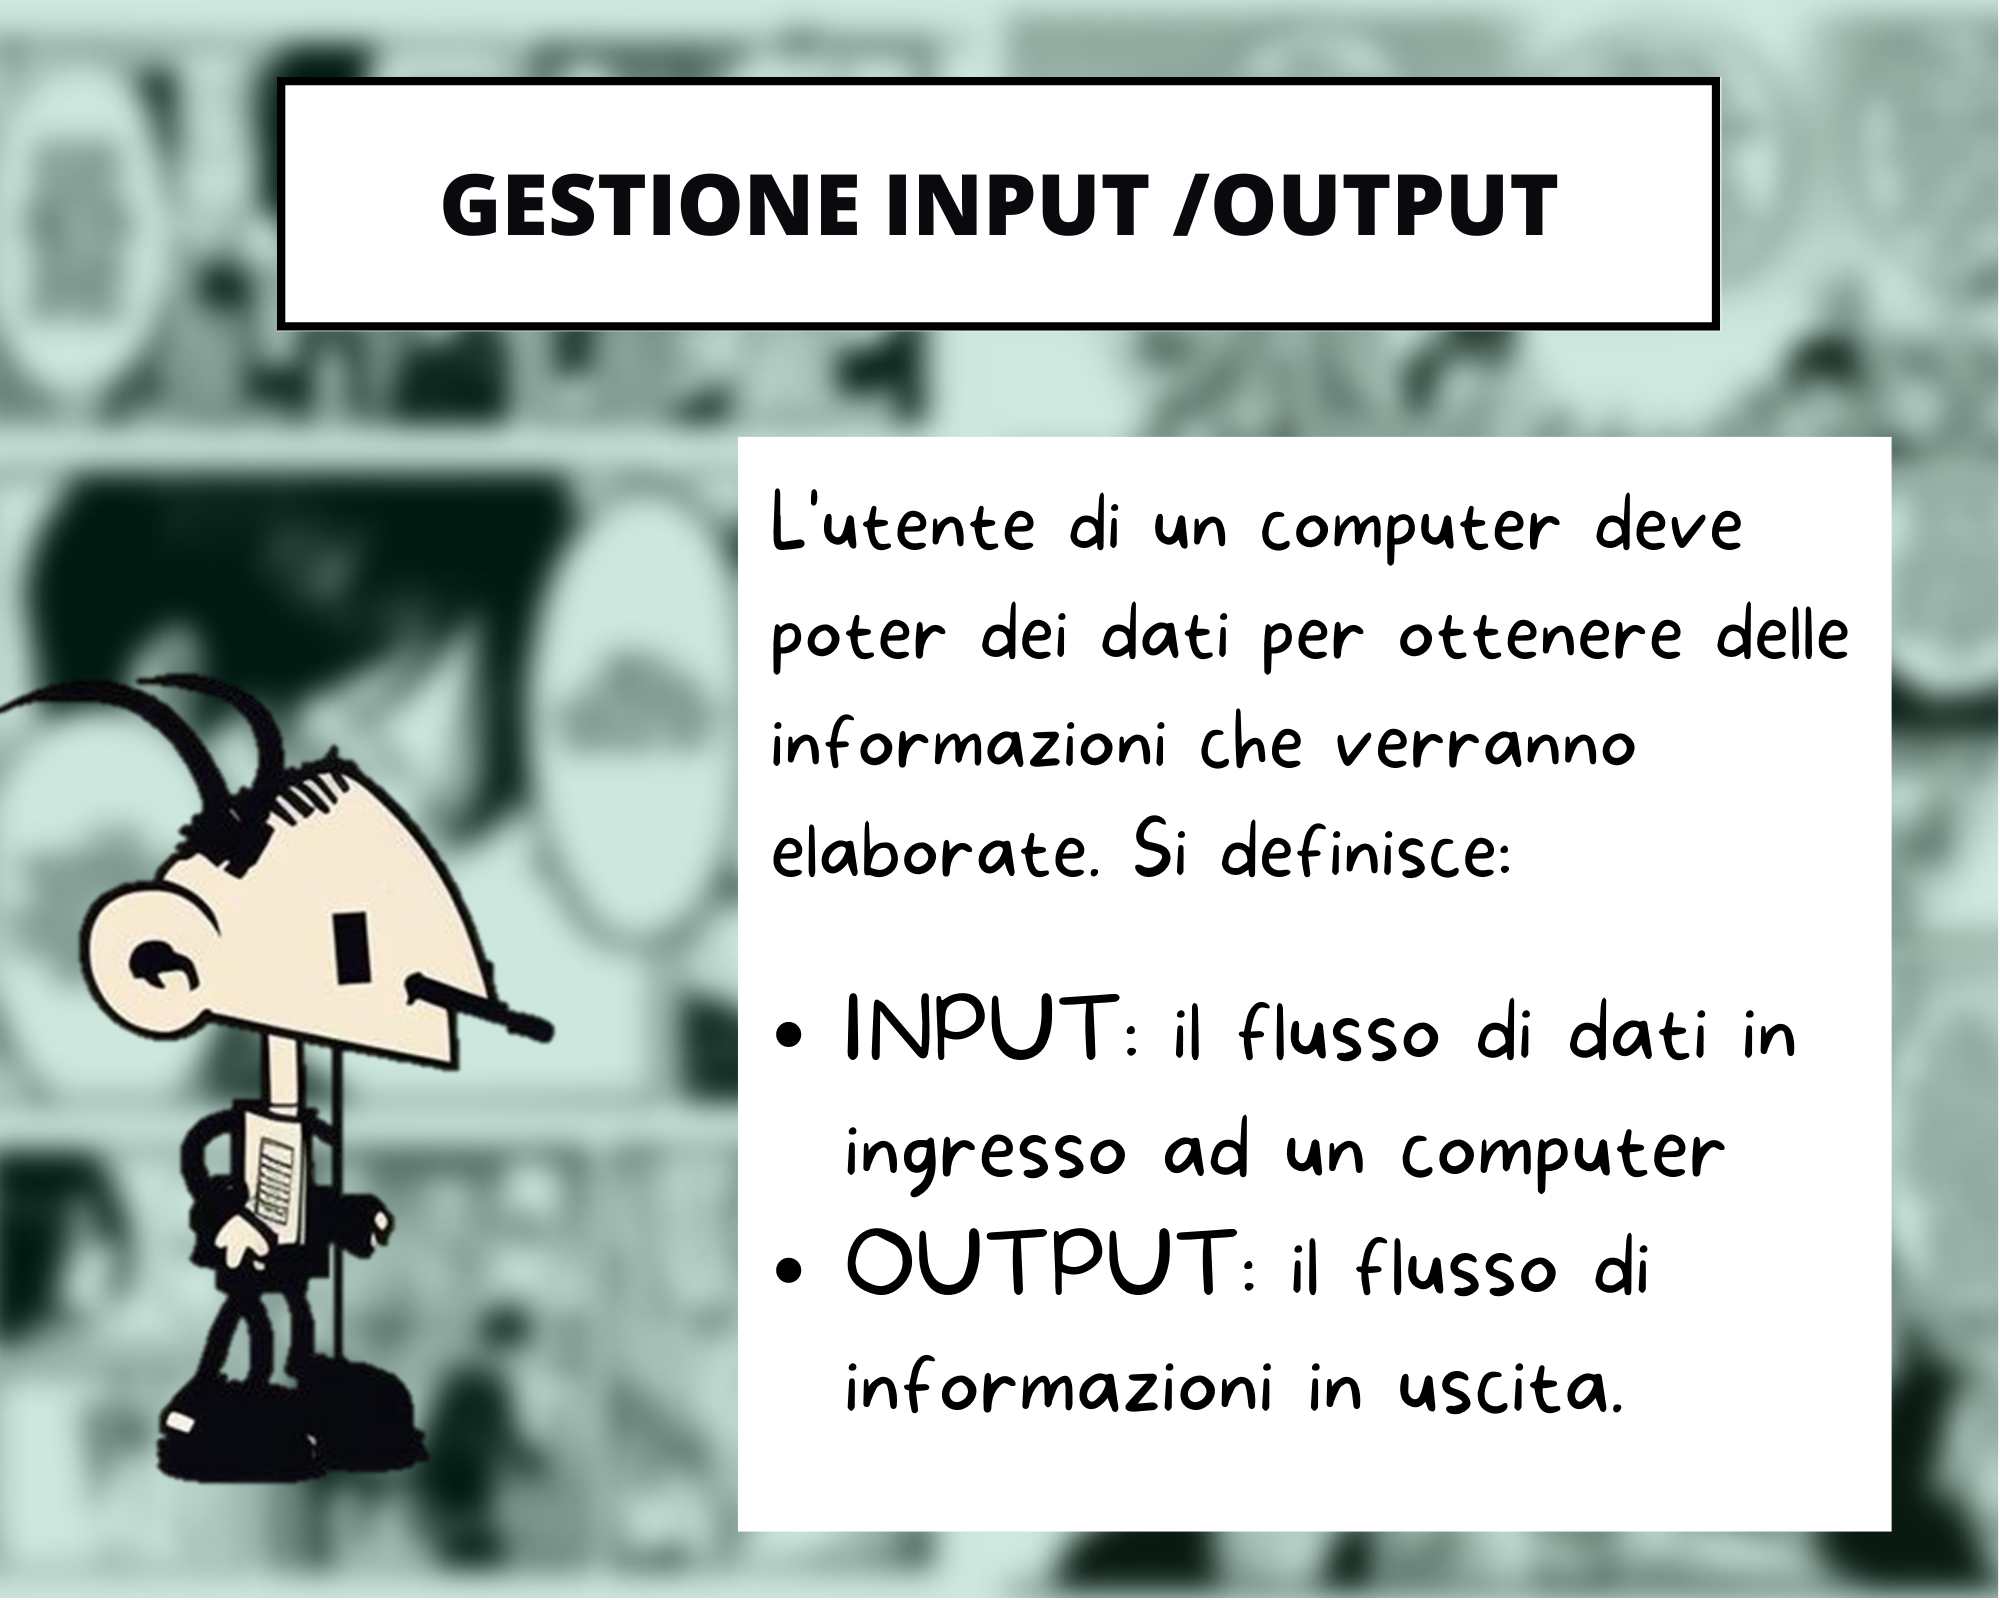 GESTIONE INPUT /OUTPUT
L'utente di un computer deve
poter dei dati per ottenere delle
informazioni che verranno
elaborate. Si definisce:
• INPUT: il flusso di dati in
ingresso ad un computer
• OUTPUT: il flusso di
informazioni in uscita.